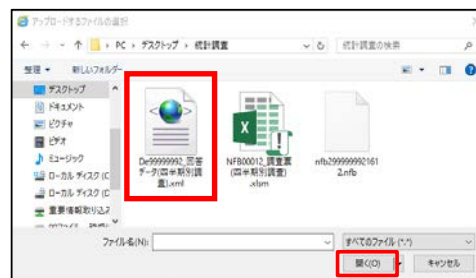 アップロードするファイルの選択
PC › デスクトップ › 統計調査
統計調査の検索
整理 新しいフォルダー
デスクトップ
ドキュメント
ピクチャ
ビデオ
ミュージック
ローカル ディスク (C
ローカル ディスク (D
重要情報取り込み
De99999992_回答
データ(四半期別調
査).xml
NFB00012_調査票
(四半期別調査)
.xlsm
nfb299999992161
2.nfb
ファイル名(N):
すべてのファイル (*.*)
開く(O)
キャンセル